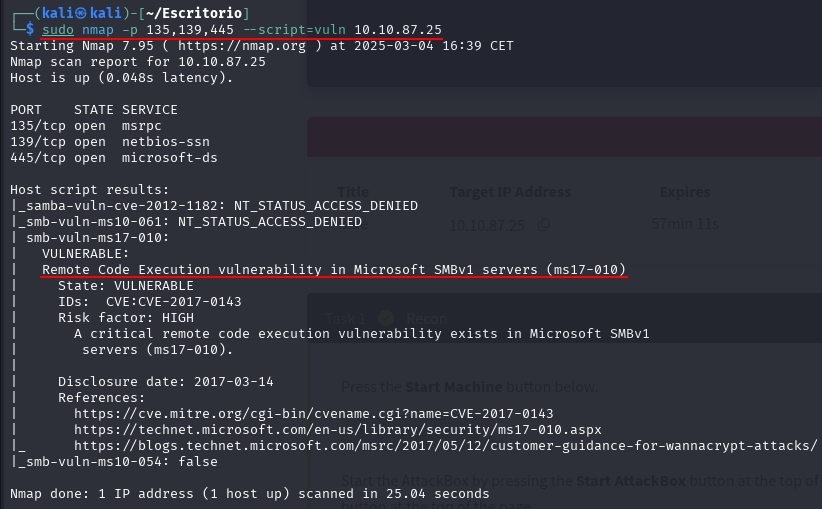 ┌──(kali㉿kali)-[~/Escritorio]
└─$ sudo nmap -p 135,139,445 --script=vuln 10.10.87.25
Starting Nmap 7.95 ( https://nmap.org ) at 2025-03-04 16:39 CET
Nmap scan report for 10.10.87.25
Host is up (0.048s latency).

PORT    STATE SERVICE
135/tcp open  msrpc
139/tcp open  netbios-ssn
445/tcp open  microsoft-ds

Host script results:
|_samba-vuln-cve-2012-1182: NT_STATUS_ACCESS_DENIED
|_smb-vuln-ms10-061: NT_STATUS_ACCESS_DENIED
| smb-vuln-ms17-010:
|   VULNERABLE:
|   Remote Code Execution vulnerability in Microsoft SMBv1 servers (ms17-010)
|     State: VULNERABLE
|     IDs:  CVE:CVE-2017-0143
|     Risk factor: HIGH
|       A critical remote code execution vulnerability exists in Microsoft SMBv1
|        servers (ms17-010).
|
|     Disclosure date: 2017-03-14
|     References:
|       https://cve.mitre.org/cgi-bin/cvename.cgi?name=CVE-2017-0143
|       https://technet.microsoft.com/en-us/library/security/ms17-010.aspx
|_      https://blogs.technet.microsoft.com/msrc/2017/05/12/customer-guidance-for-wannacrypt-attacks/
|_smb-vuln-ms10-054: false

Nmap done: 1 IP address (1 host up) scanned in 25.04 seconds
Title Target IP Address Expires
10.10.87.25 57min 11s
Task 1 Recon
Press the Start Machine button below.
Start the AttackBox by pressing the Start AttackBox button at the top of
button at the top of the page.